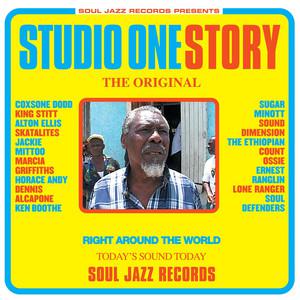 SOUL JAZZ RECORDS PRESENTS
STUDIO ONE STORY
THE ORIGINAL
COXSONE DODD
KING STITT
ALTON ELLIS
SKATALITES
JACKIE
MITTOO
MARCIA
GRIFFITHS
HORACE ANDY
DENNIS
ALCAPONE
KEN BOOTHE
SUGAR
MINOTT
SOUND
DIMENSION
THE ETHIOPIAN
COUNT
OSSIE
ERNEST
RANGLIN
LONE RANGER
SOUL
DEFENDERS
RIGHT AROUND THE WORLD
TODAY'S SOUND TODAY
SOUL JAZZ RECORDS